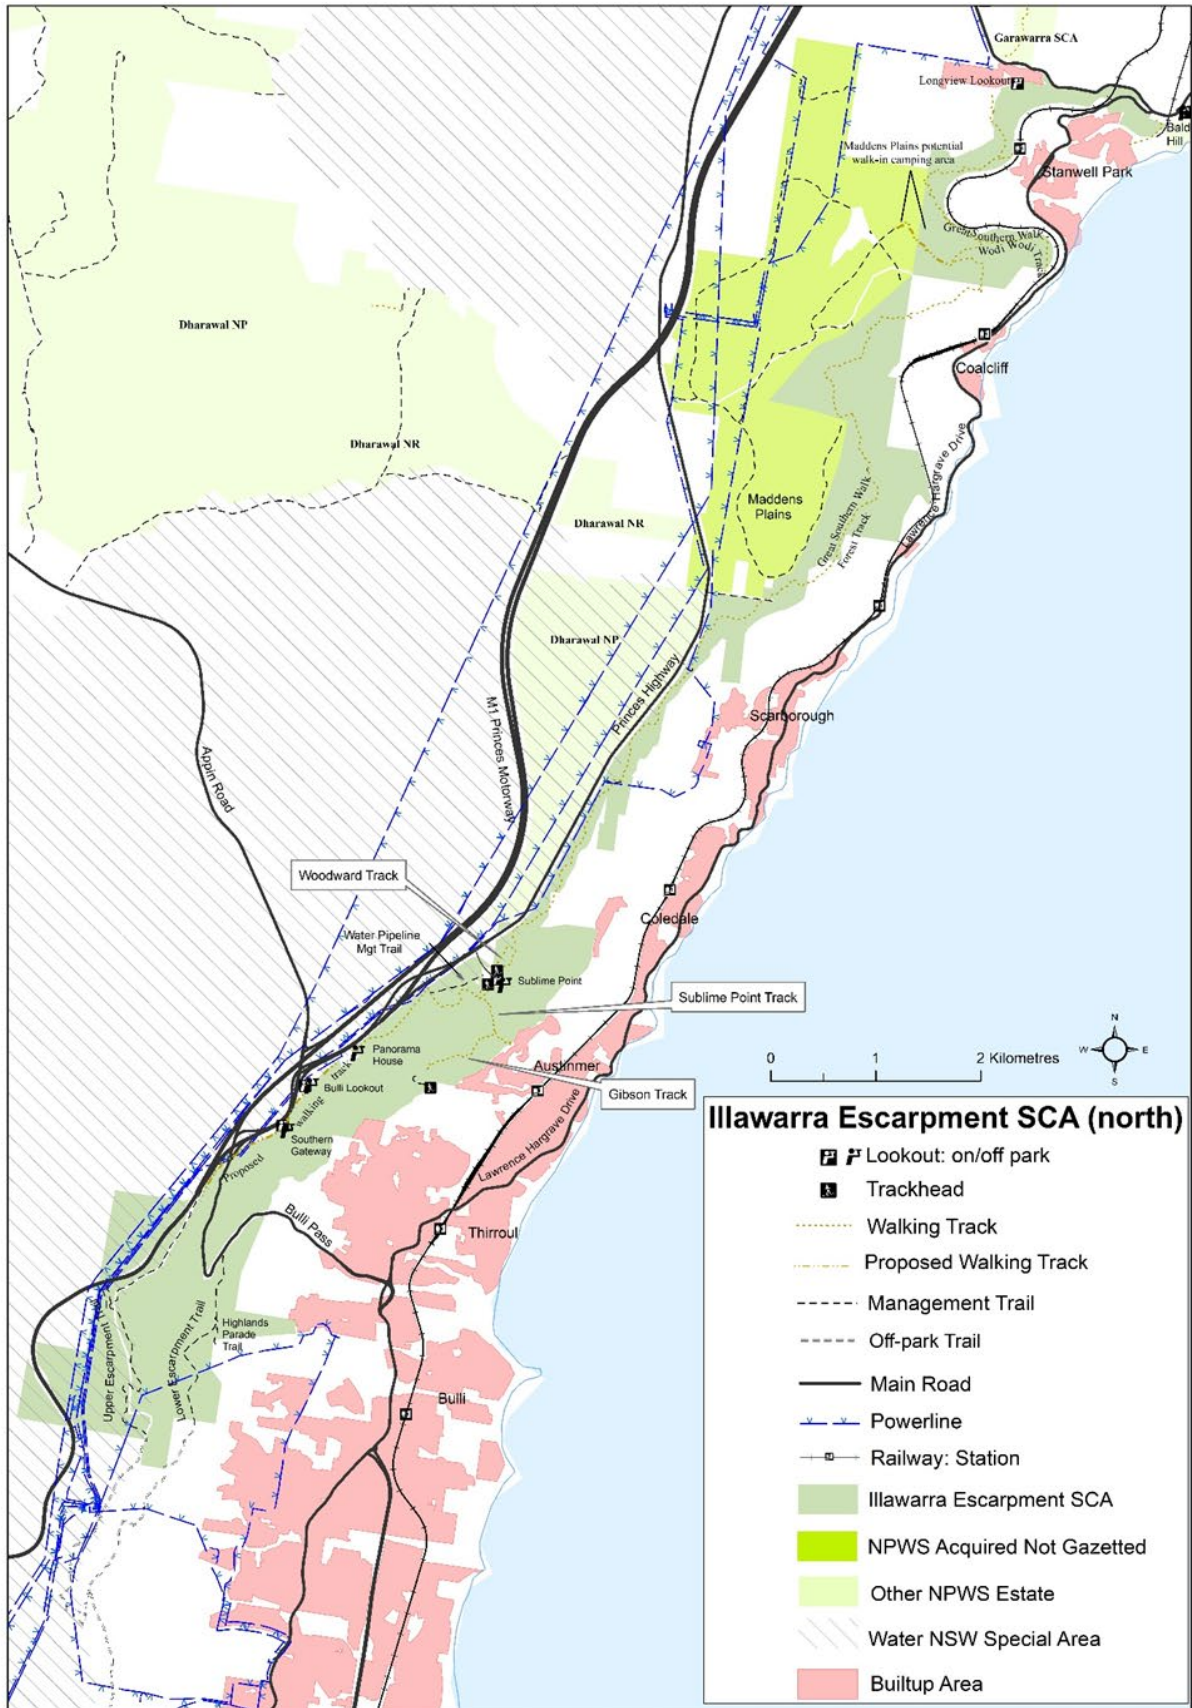 Garawarra SCA
Longview Lookout
Bald
Hill
Maddens Plains potential
walk-in camping area
Stanwell Park
Great Southern Walk
Wodi Wodi Track
Dharawal NP
Coalcliff
Dharawal NR
Lawrence Hargrave Drive
Maddens
Plains
Great Southern Walk
Forest Track
Dharawal NR
Dharawal NP
Princes Highway
M1 Princes Motorway
Scarborough
Appin Road
Woodward Track
Coledale
Water Pipeline
Mgt Trail
Sublime Point
Sublime Point Track
N
W
E
S
Panorama
House
Austinmer
0
1
2 Kilometres
Bulli Lookout
Gibson Track
Proposed walking track
Southern
Gateway
Lawrence Hargrave Drive
Bulli Pass
Thirroul
Highlands
Parade
Trail
Upper Escarpment Trail
Lower Escarpment Trail
Bulli
Illawarra Escarpment SCA (north)
Lookout: on/off park
Trackhead
Walking Track
Proposed Walking Track
Management Trail
Off-park Trail
Main Road
Powerline
Railway: Station
Illawarra Escarpment SCA
NPWS Acquired Not Gazetted
Other NPWS Estate
Water NSW Special Area
Builtup Area